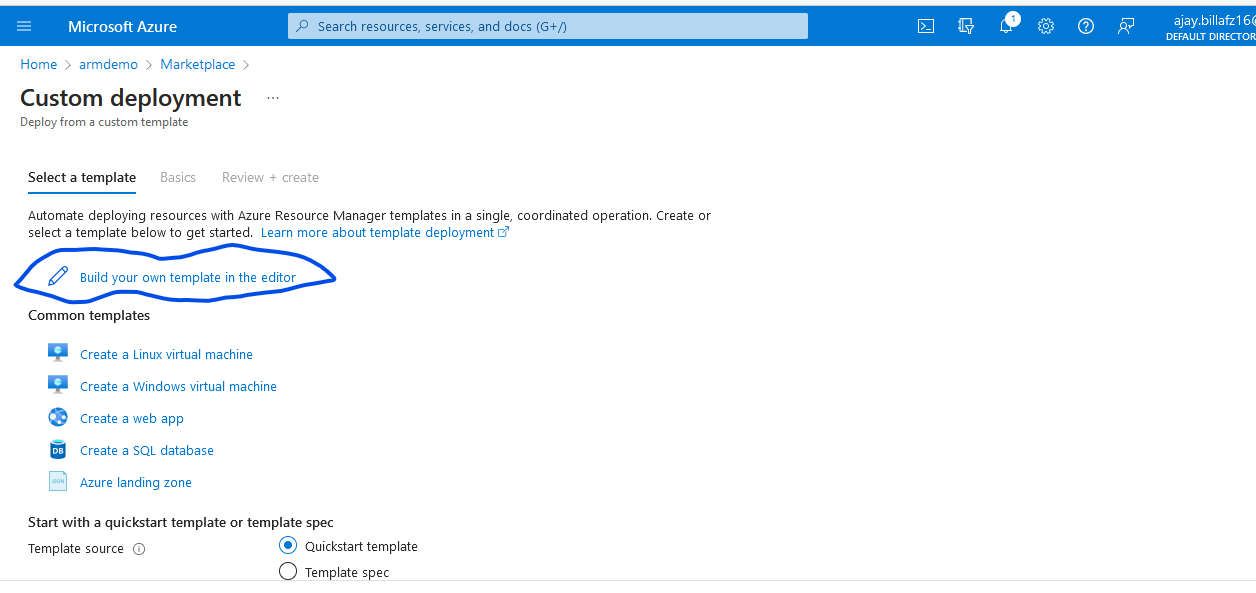 Microsoft Azure
Search resources, services, and docs (G+/)
1
ajay.billafz16@
DEFAULT DIRECTOR
Home > armdemo > Marketplace >
Custom deployment ...
Deploy from a custom template
Select a template Basics Review + create
Automate deploying resources with Azure Resource Manager templates in a single, coordinated operation. Create or
select a template below to get started. Learn more about template deployment
Build your own template in the editor
Common templates
Create a Linux virtual machine
Create a Windows virtual machine
Create a web app
DB Create a SQL database
JSON Azure landing zone
Start with a quickstart template or template spec
Template source Quickstart template
Template spec